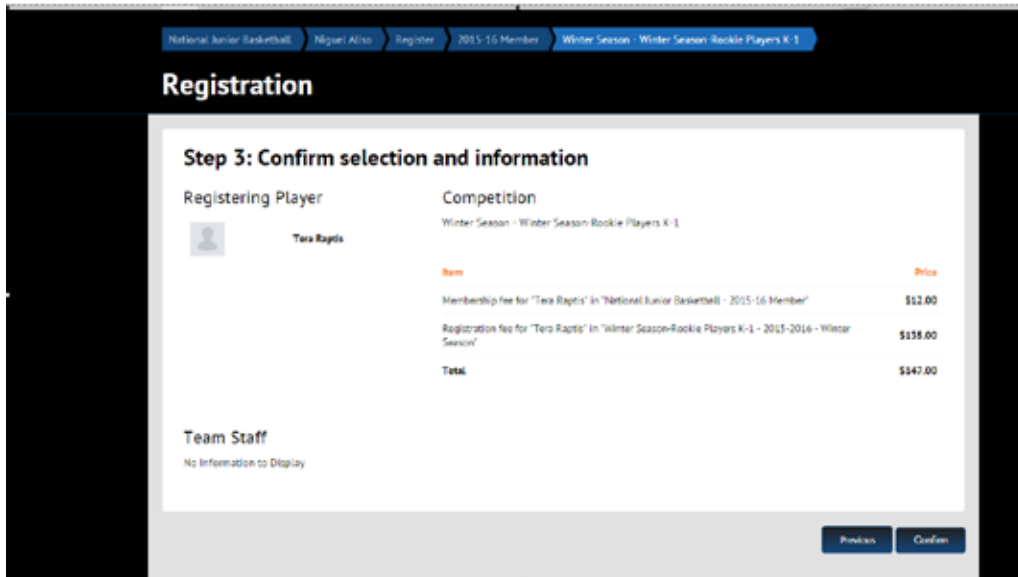 National Junior Basketball Niguel Aliso Register 2015-16 Member Winter Season - Winter Season-Rookie Players K-1
Registration
Step 3: Confirm selection and information
Registering Player
Tera Raptis
Competition
Winter Season - Winter Season-Rookie Players K-1
Item Price
Membership fee for "Tera Raptis" in "National Junior Basketball - 2015-16 Member" $12.00
Registration fee for "Tera Raptis" in "Winter Season-Rookie Players K-1 - 2015-2016 - Winter
Season" $135.00
Total $147.00
Team Staff
No Information to Display
Previous Confirm